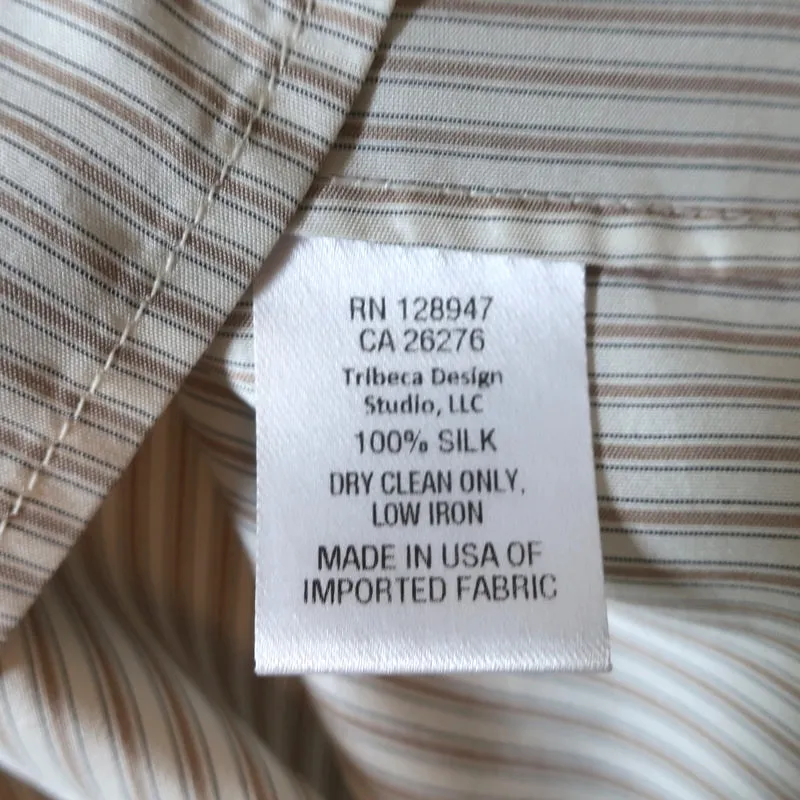 RN 128947
CA 26276
Tribeca Design
Studio, LLC
100% SILK
DRY CLEAN ONLY,
LOW IRON
MADE IN USA OF
IMPORTED FABRIC